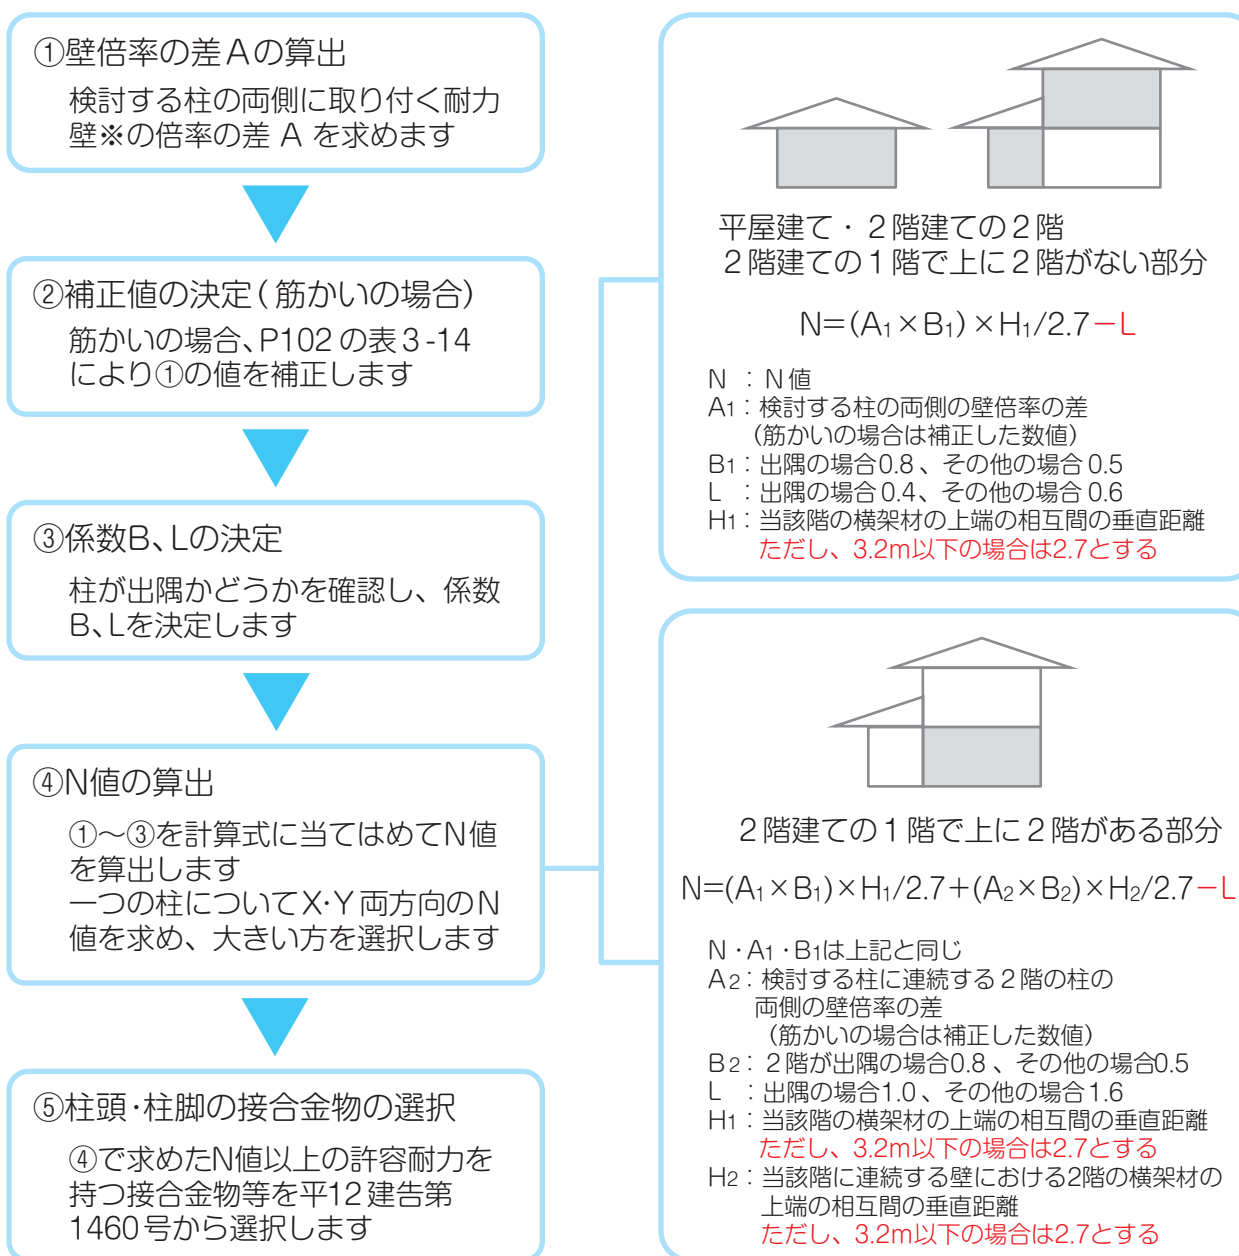 ①壁倍率の差Aの算出
検討する柱の両側に取り付く耐力
壁※の倍率の差 A を求めます
②補正値の決定(筋かいの場合)
筋かいの場合、P102 の表3-14
により①の値を補正します
③係数B、Lの決定
柱が出隅かどうかを確認し、係数
B、Lを決定します
④N値の算出
①～③を計算式に当てはめてN値
を算出します
一つの柱についてX・Y両方向のN
値を求め、大きい方を選択します
⑤柱頭・柱脚の接合金物の選択
④で求めたN値以上の許容耐力を
持つ接合金物等を平12建告第
1460号から選択します
平屋建て・２階建ての２階
２階建ての１階で上に２階がない部分
N=(A₁×B₁)×H₁/2.7−L
N ：N値
A₁：検討する柱の両側の壁倍率の差
（筋かいの場合は補正した数値）
B₁：出隅の場合0.8、その他の場合0.5
L ：出隅の場合0.4、その他の場合0.6
H₁：当該階の横架材の上端の相互間の垂直距離
ただし、3.2m以下の場合は2.7とする
２階建ての１階で上に２階がある部分
N=(A₁×B₁)×H₁/2.7+(A₂×B₂)×H₂/2.7−L
N・A₁・B₁は上記と同じ
A₂：検討する柱に連続する２階の柱の
両側の壁倍率の差
（筋かいの場合は補正した数値）
B₂：２階が出隅の場合0.8、その他の場合0.5
L ：出隅の場合1.0、その他の場合1.6
H₁：当該階の横架材の上端の相互間の垂直距離
ただし、3.2m以下の場合は2.7とする
H₂：当該階に連続する壁における2階の横架材の
上端の相互間の垂直距離
ただし、3.2m以下の場合は2.7とする